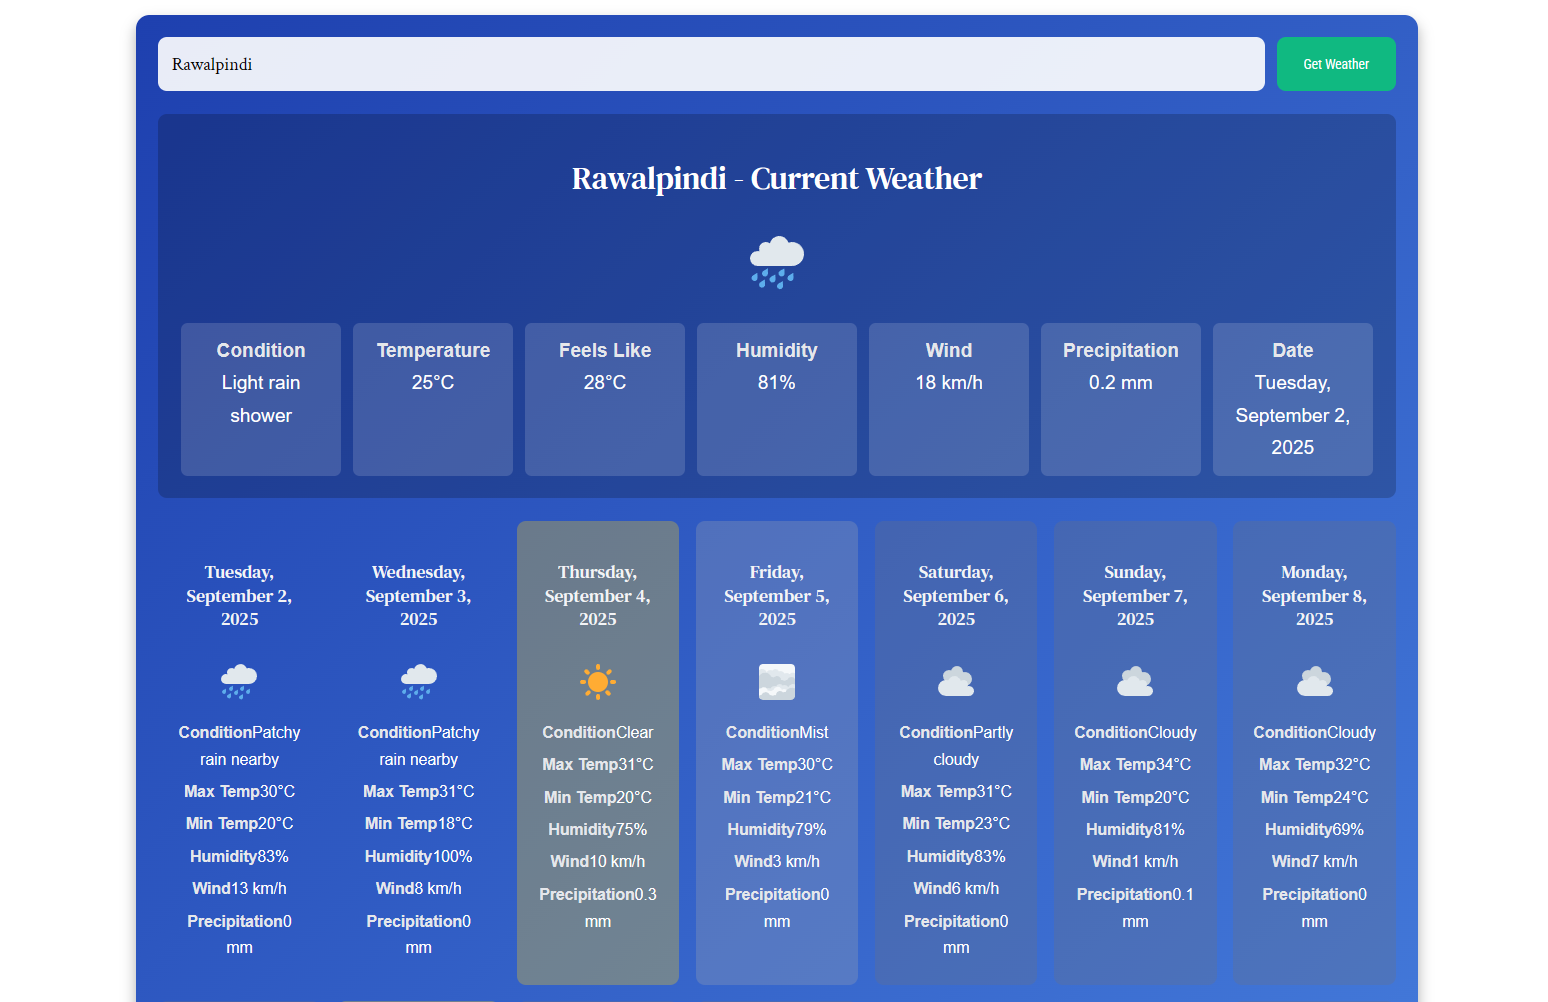 Rawalpindi
Get Weather
Rawalpindi - Current Weather
Condition
Light rain
shower
Temperature
25°C
Feels Like
28°C
Humidity
81%
Wind
18 km/h
Precipitation
0.2 mm
Date
Tuesday,
September 2,
2025
Tuesday,
September 2,
2025
ConditionPatchy
rain nearby
Max Temp30°C
Min Temp20°C
Humidity83%
Wind13 km/h
Precipitation0
mm
Wednesday,
September 3,
2025
ConditionPatchy
rain nearby
Max Temp31°C
Min Temp18°C
Humidity100%
Wind8 km/h
Precipitation0
mm
Thursday,
September 4,
2025
ConditionClear
Max Temp31°C
Min Temp20°C
Humidity75%
Wind10 km/h
Precipitation0.3
mm
Friday,
September 5,
2025
ConditionMist
Max Temp30°C
Min Temp21°C
Humidity79%
Wind3 km/h
Precipitation0
mm
Saturday,
September 6,
2025
ConditionPartly
cloudy
Max Temp31°C
Min Temp23°C
Humidity83%
Wind6 km/h
Precipitation0
mm
Sunday,
September 7,
2025
ConditionCloudy
Max Temp34°C
Min Temp20°C
Humidity81%
Wind1 km/h
Precipitation0.1
mm
Monday,
September 8,
2025
ConditionCloudy
Max Temp32°C
Min Temp24°C
Humidity69%
Wind7 km/h
Precipitation0
mm